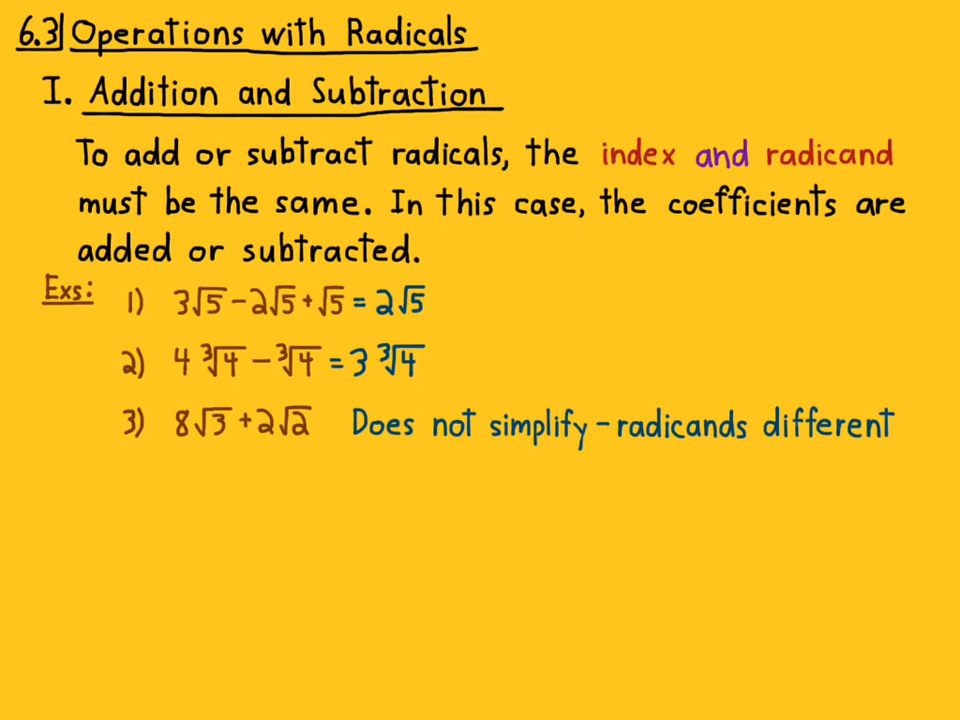 6.3 Operations with Radicals
I. Addition and Subtraction
To add or subtract radicals, the index and radicand
must be the same. In this case, the coefficients are
added or subtracted.
Exs: 1) 3√5 - 2√5 + √5 = 2√5
2) 4 ∛4 - ∛4 = 3 ∛4
3) 8√3 + 2√2 Does not simplify - radicands different